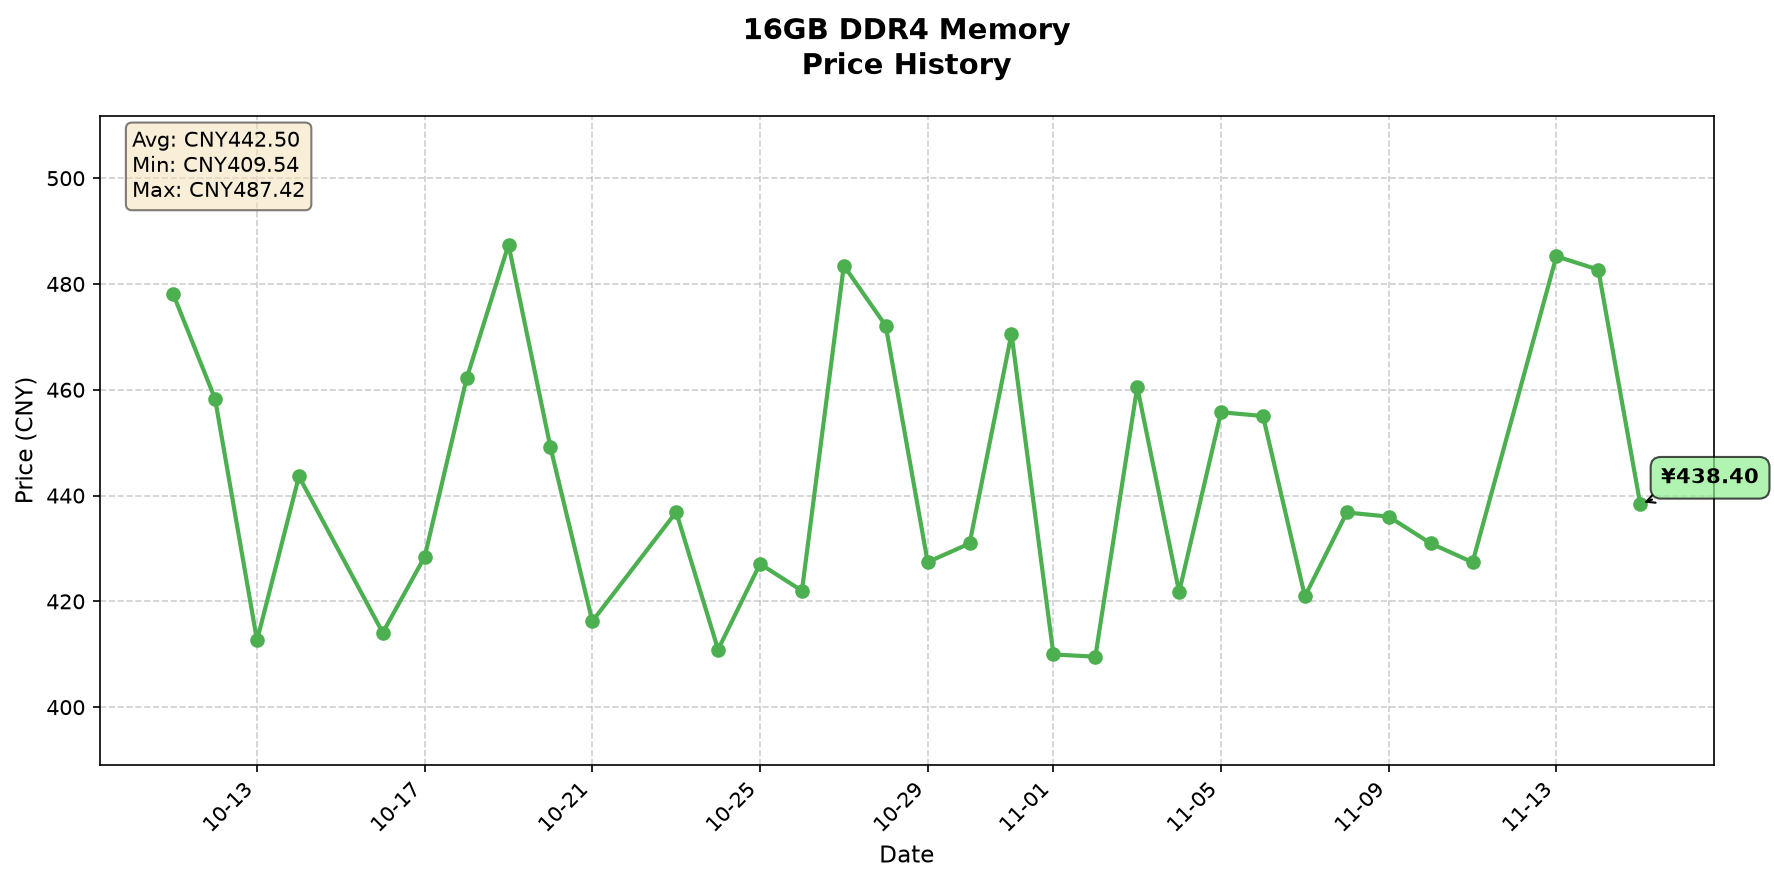 16GB DDR4 Memory
Price History
Avg: CNY442.50
Min: CNY409.54
Max: CNY487.42
500
480
460
440
420
400
Price (CNY)
¥438.40
10-13
10-17
10-21
10-25
10-29
11-01
11-05
11-09
11-13
Date